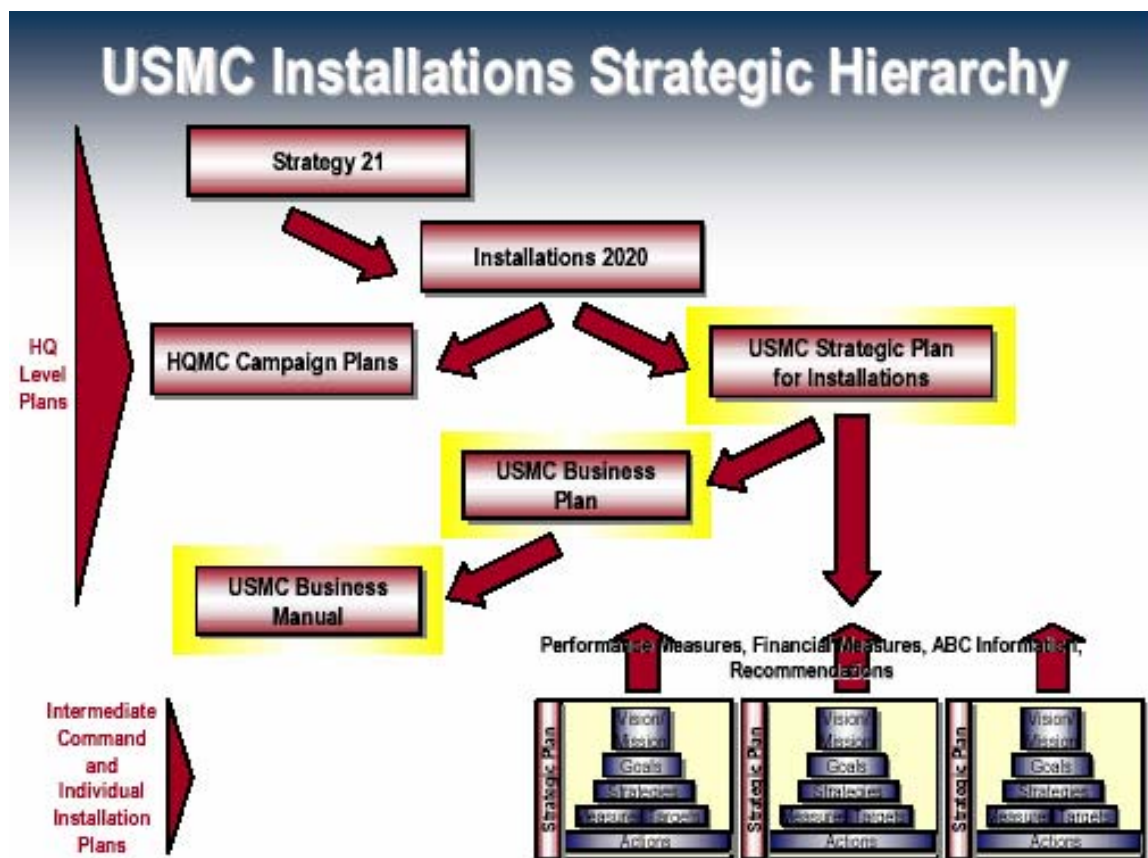 USMC Installations Strategic Hierarchy
Strategy 21
Installations 2020
HQ
Level
Plans
HQMC Campaign Plans
USMC Strategic Plan
for Installations
USMC Business
Plan
USMC Business
Manual
Performance Measures, Financial Measures, ABC Information,
Recommendations
Intermediate
Command
and
Individual
Installation
Plans
Strategic Plan
Vision/
Mission
Goals
Strategies
Measure Targets
Actions
Strategic Plan
Vision/
Mission
Goals
Strategies
Measure Targets
Actions
Strategic Plan
Vision/
Mission
Goals
Strategies
Measure Targets
Actions